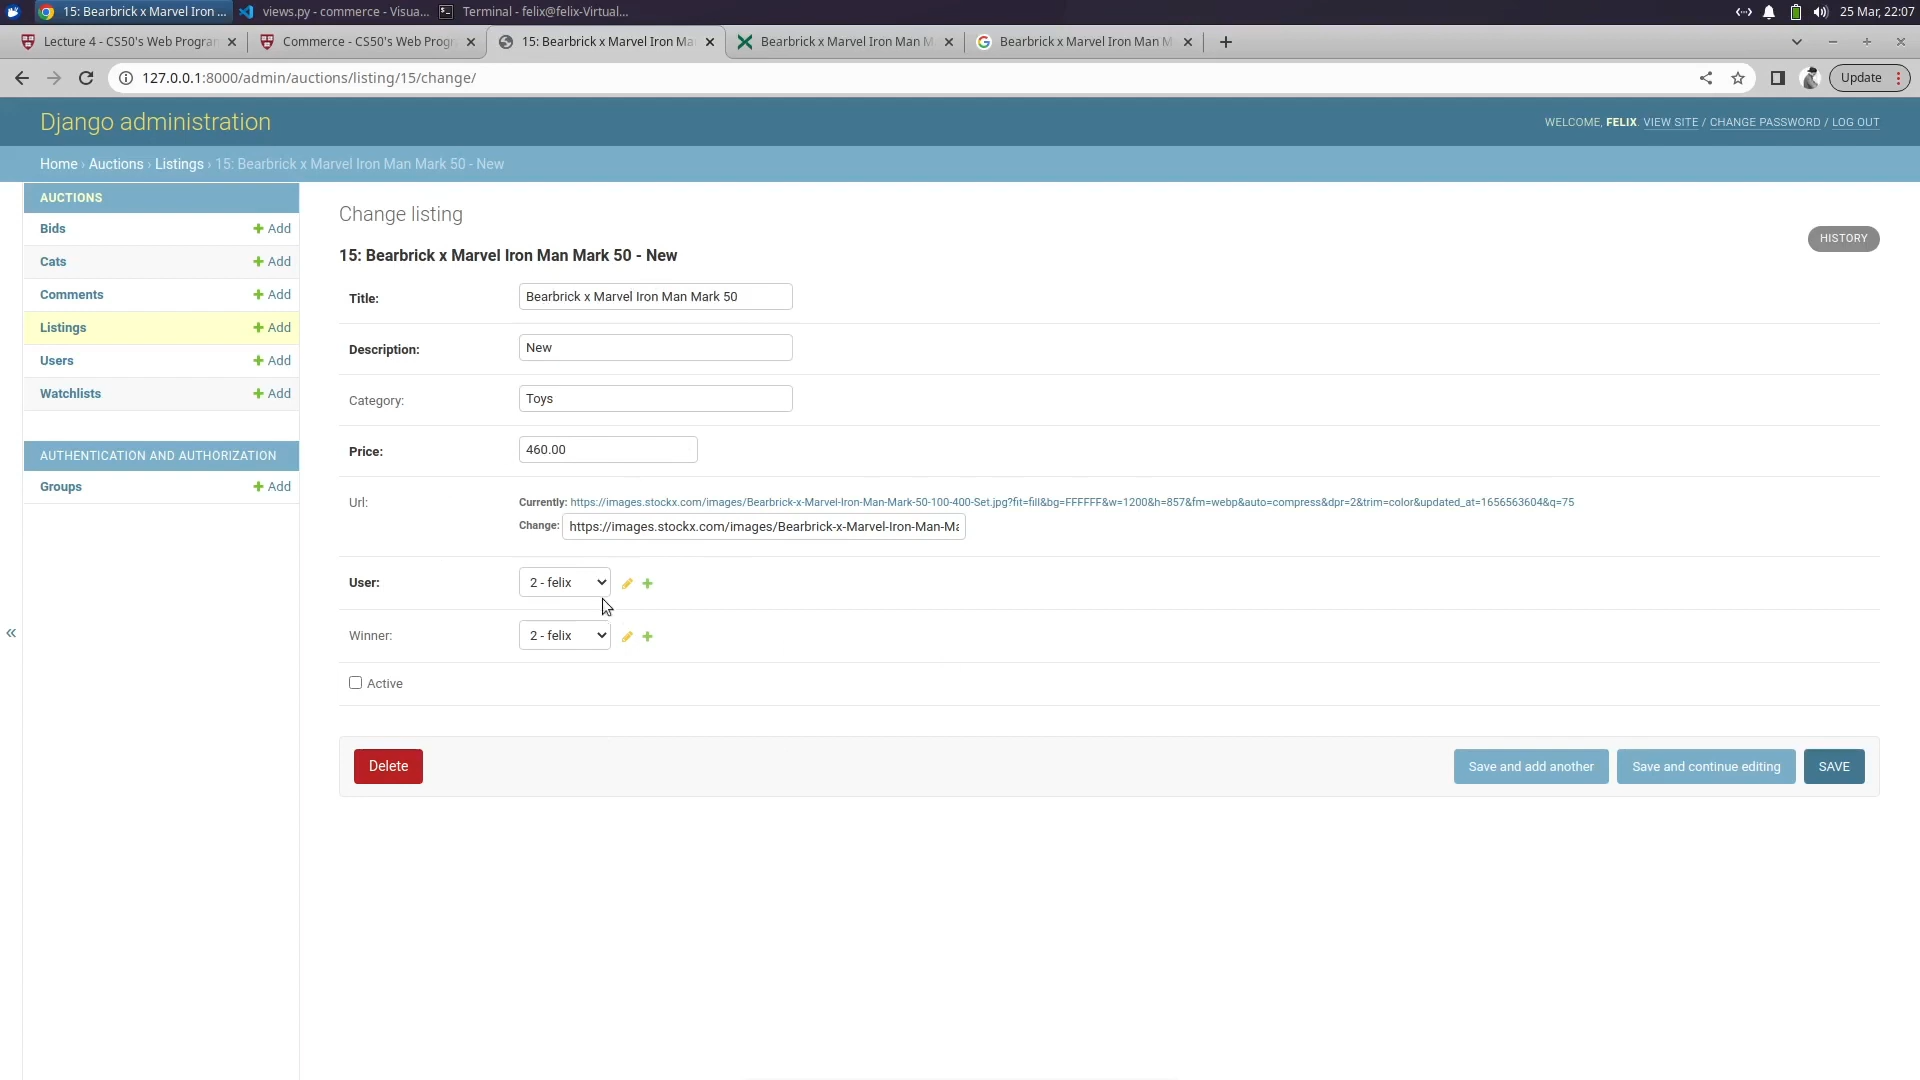 15: Bearbrick x Marvel Iron ...
views.py - commerce - Visua...
Terminal - felix@felix-Virtual...
25 Mar, 22:07
Lecture 4 - CS50's Web Program
Commerce - CS50's Web Progr
15: Bearbrick x Marvel Iron Ma
Bearbrick x Marvel Iron Man M
Bearbrick x Marvel Iron Man M
127.0.0.1:8000/admin/auctions/listing/15/change/
Update
Django administration
WELCOME, FELIX. VIEW SITE / CHANGE PASSWORD / LOG OUT
Home › Auctions › Listings › 15: Bearbrick x Marvel Iron Man Mark 50 - New
AUCTIONS
Bids
Add
Cats
Add
Comments
Add
Listings
Add
Users
Add
Watchlists
Add
AUTHENTICATION AND AUTHORIZATION
Groups
Add
«
Change listing
HISTORY
15: Bearbrick x Marvel Iron Man Mark 50 - New
Title:
Bearbrick x Marvel Iron Man Mark 50
Description:
New
Category:
Toys
Price:
460.00
Url:
Currently: https://images.stockx.com/images/Bearbrick-x-Marvel-Iron-Man-Mark-50-100-400-Set.jpg?fit=fill&bg=FFFFFF&w=1200&h=857&fm=webp&auto=compress&dpr=2&trim=color&updated_at=1656563604&q=75
Change: https://images.stockx.com/images/Bearbrick-x-Marvel-Iron-Man-Ma
User:
2 - felix
Winner:
2 - felix
Active
Delete
Save and add another
Save and continue editing
SAVE